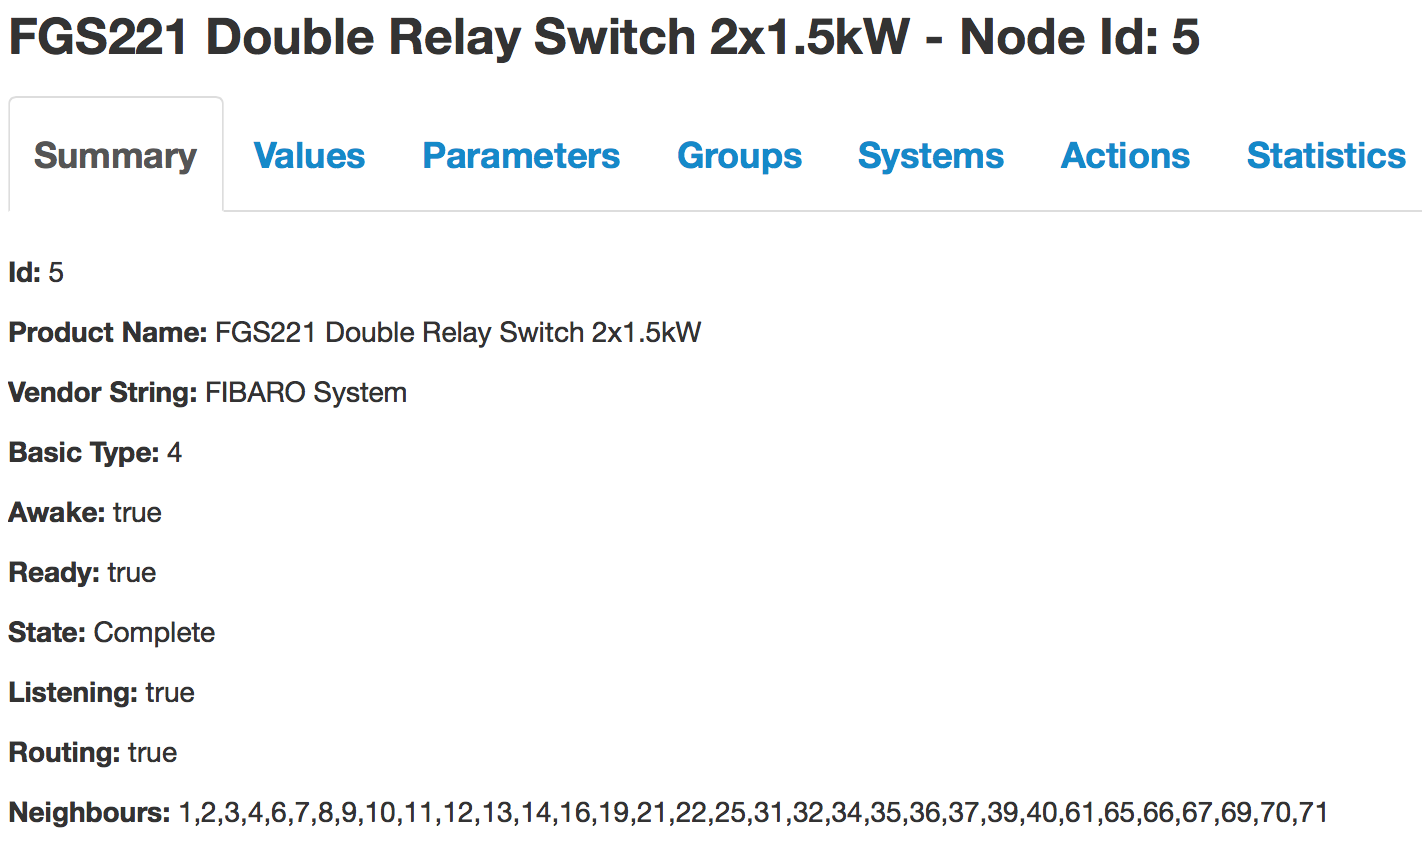 FGS221 Double Relay Switch 2x1.5kW - Node Id: 5
Summary Values Parameters Groups Systems Actions Statistics
Id: 5
Product Name: FGS221 Double Relay Switch 2x1.5kW
Vendor String: FIBARO System
Basic Type: 4
Awake: true
Ready: true
State: Complete
Listening: true
Routing: true
Neighbours: 1,2,3,4,6,7,8,9,10,11,12,13,14,16,19,21,22,25,31,32,34,35,36,37,39,40,61,65,66,67,69,70,71